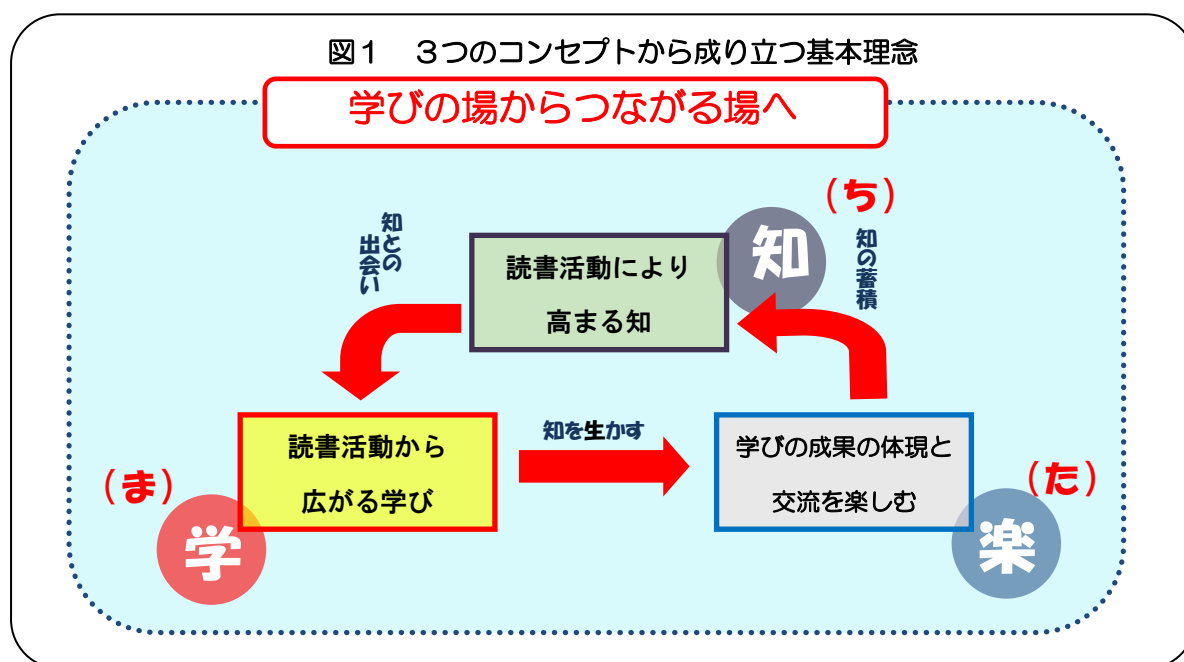 図１　３つのコンセプトから成り立つ基本理念
学びの場からつながる場へ
（ち）
知
知との
出会い
読書活動により
高まる知
知の蓄積
読書活動から
広がる学び
（ま）
学
知を生かす
学びの成果の体現と
交流を楽しむ
（た）
楽